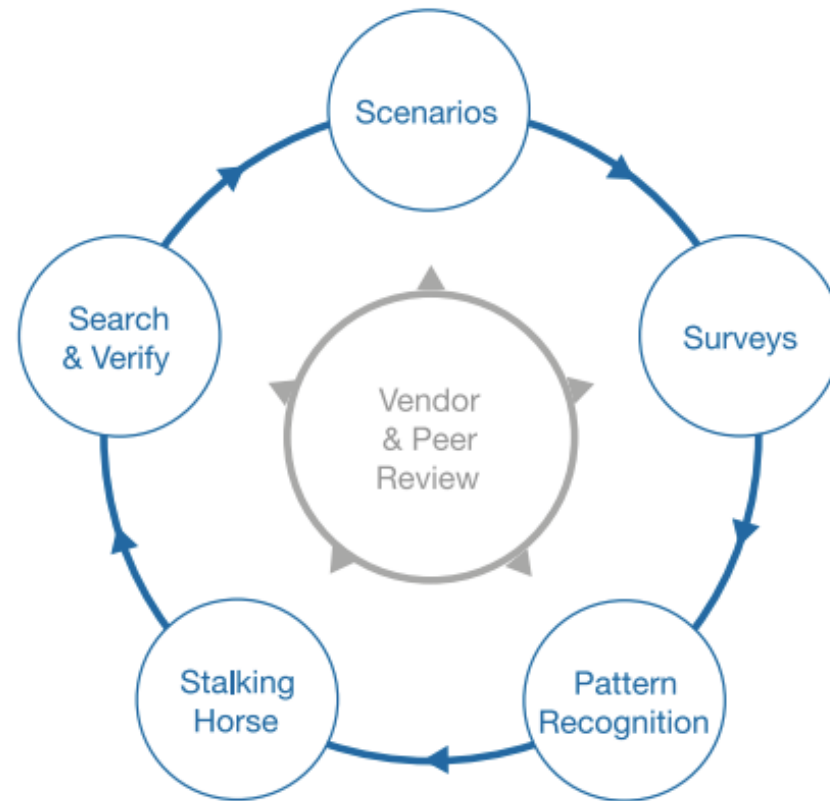 Scenarios
Search
& Verify
Surveys
Vendor
& Peer
Review
Stalking
Horse
Pattern
Recognition